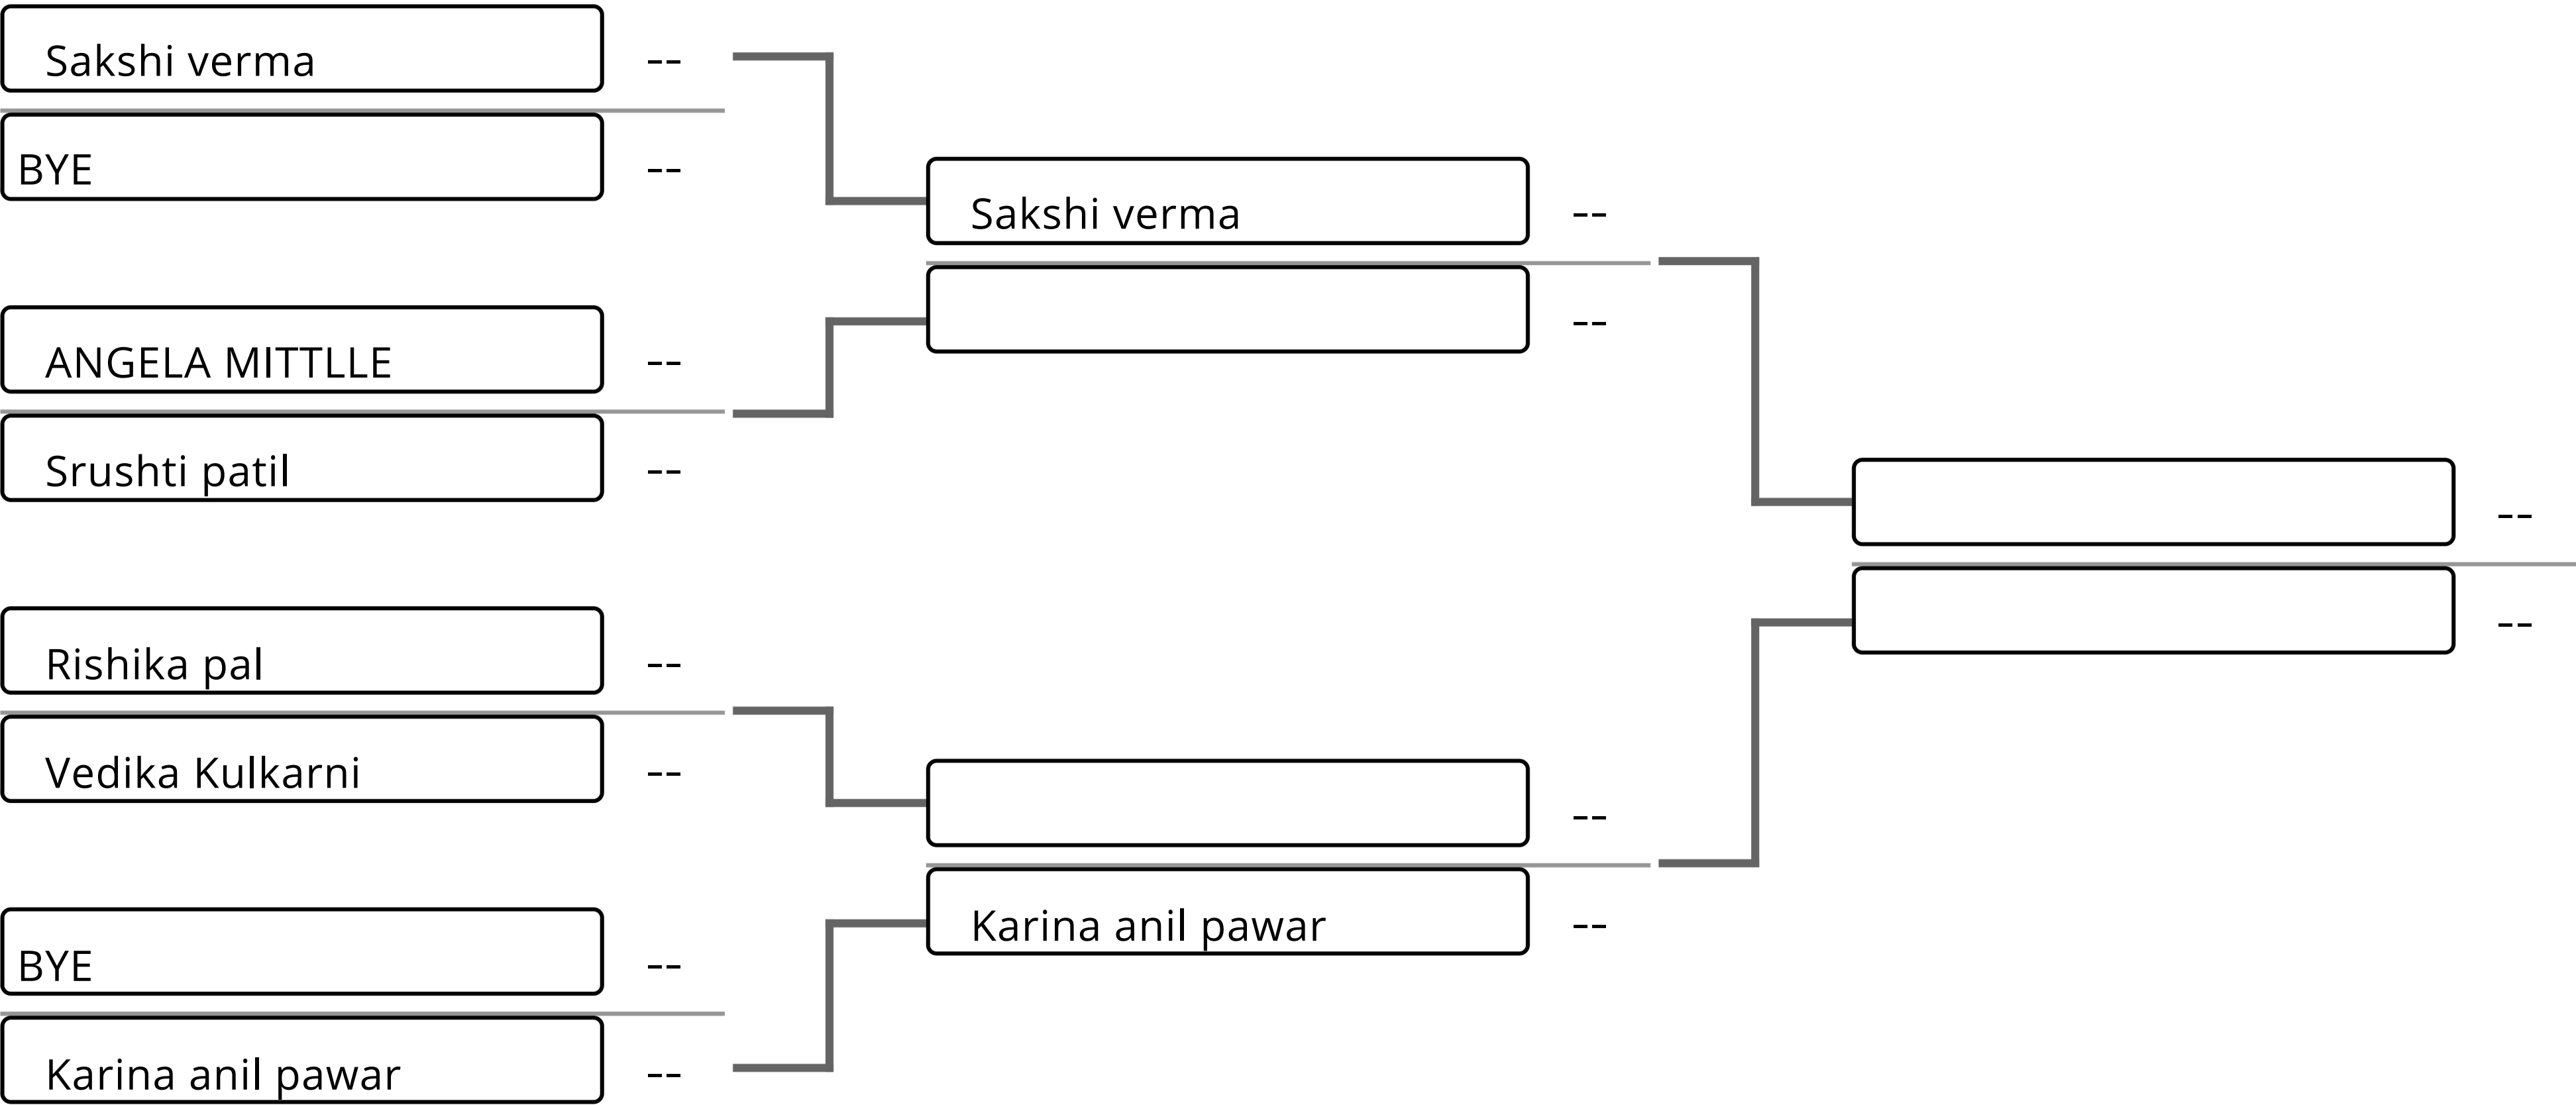 Sakshi verma --
BYE --
ANGELA MITTLLE --
Srushti patil --
Rishika pal --
Vedika Kulkarni --
BYE --
Karina anil pawar --
Sakshi verma --
--
--
Karina anil pawar --
--
--